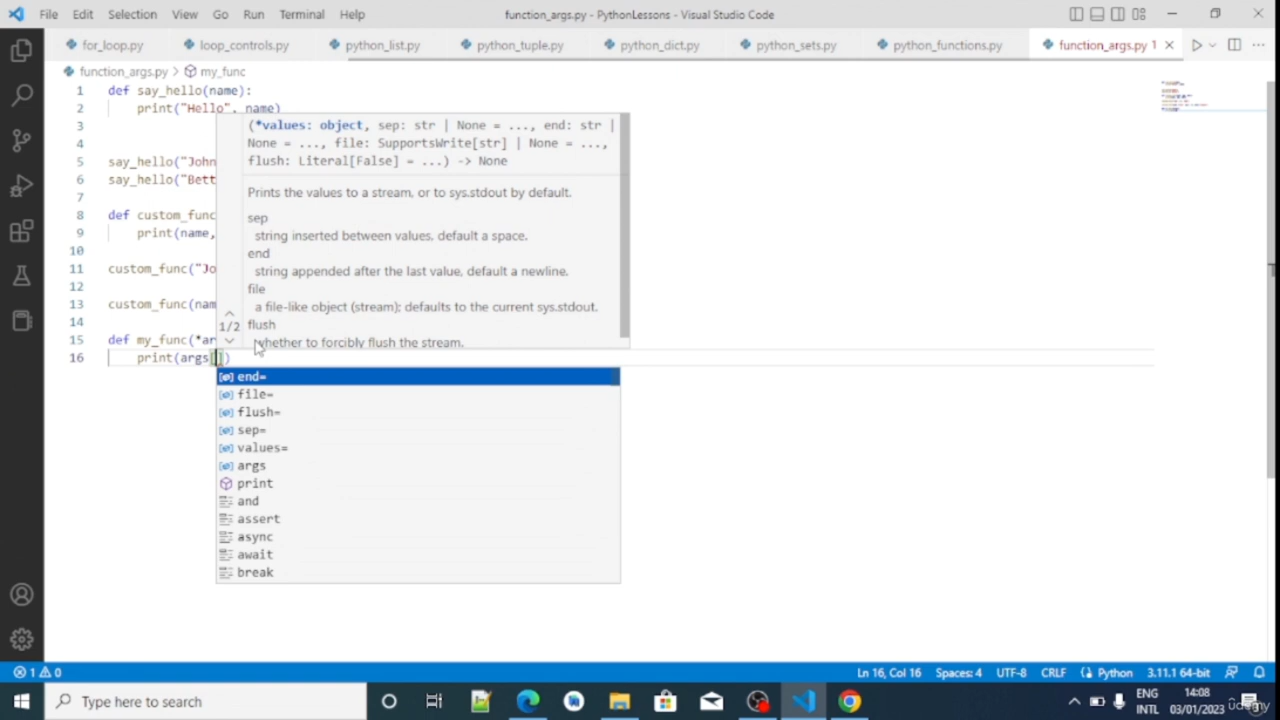 File Edit Selection View Go Run Terminal Help function_args.py - PythonLessons - Visual Studio Code
for_loop.py loop_controls.py python_list.py python_tuple.py python_dict.py python_sets.py python_functions.py function_args.py 1
function_args.py > my_func
1 def say_hello(name):
2 print("Hello", name)
3
(*values: object, sep: str | None = ..., end: str |
4
None = ..., file: SupportsWrite[str] | None = ...,
5 say_hello("John
flush: Literal[False] = ...) -> None
6 say_hello("Bett
Prints the values to a stream, or to sys.stdout by default.
7
8 def custom_func
sep
9 print(name,
string inserted between values, default a space.
10
end
11 custom_func("Jo
string appended after the last value, default a newline.
12
file
13 custom_func(nam
a file-like object (stream); defaults to the current sys.stdout.
14
1/2
flush
15 def my_func(*ar
whether to forcibly flush the stream.
16 print(args[])
end=
file=
flush=
sep=
values=
args
print
and
assert
async
await
break
1 0 Ln 16, Col 16 Spaces: 4 UTF-8 CRLF Python 3.11.1 64-bit
Type here to search
ENG
INTL
14:08
03/01/2023
udemy